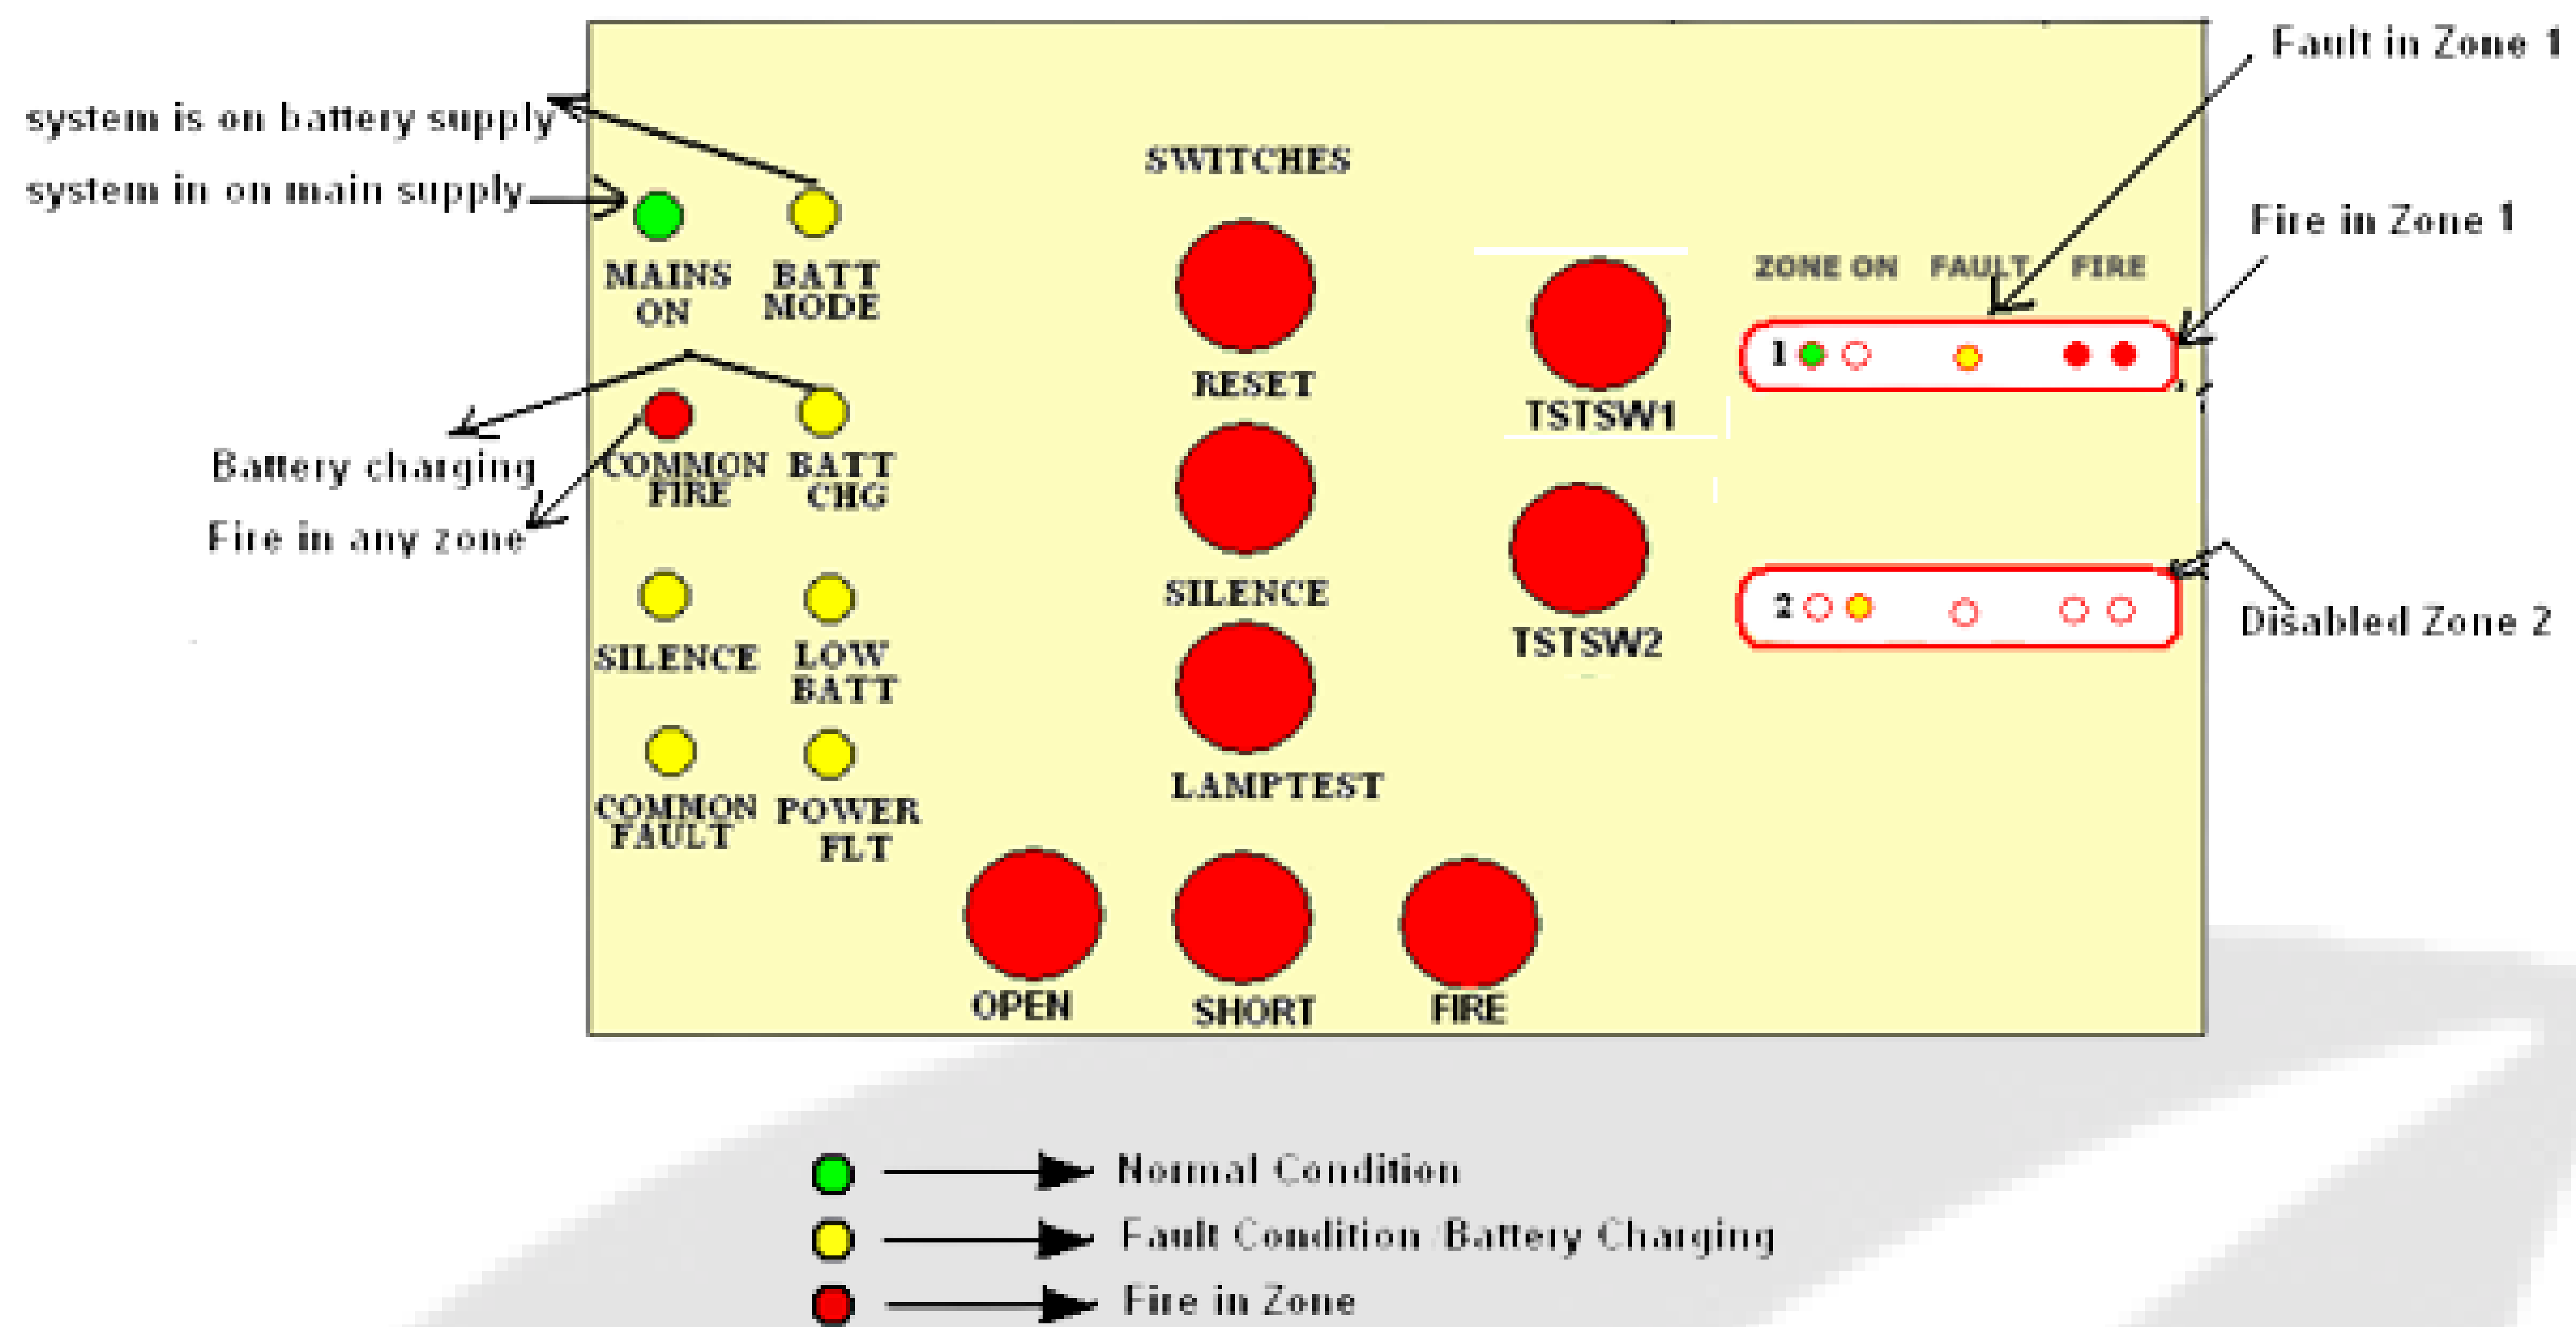 Fault in Zone 1
system is on battery supply
system in on main supply
SWITCHES
Fire in Zone 1
ZONE ON FAULT FIRE
MAINS ON
BATT MODE
1
RESET
TSTSW1
Battery charging
COMMON FIRE
BATT CHG
Fire in any zone
SILENCE
2
Disabled Zone 2
TSTSW2
SILENCE
LOW BATT
LAMPTEST
COMMON FAULT
POWER FLT
OPEN
SHORT
FIRE
Normal Condition
Fault Condition Battery Charging
Fire in Zone